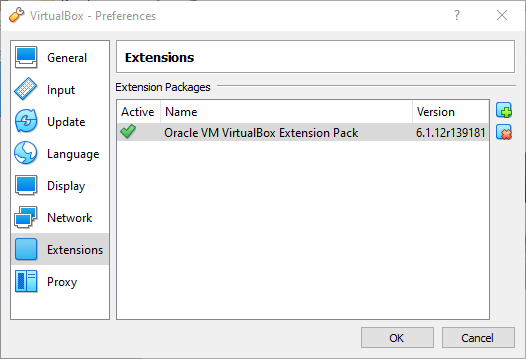 VirtualBox - Preferences
? X
General
Input
Update
Language
Display
Network
Extensions
Proxy
Extensions
Extension Packages
Active Name Version
Oracle VM VirtualBox Extension Pack 6.1.12r139181
OK Cancel